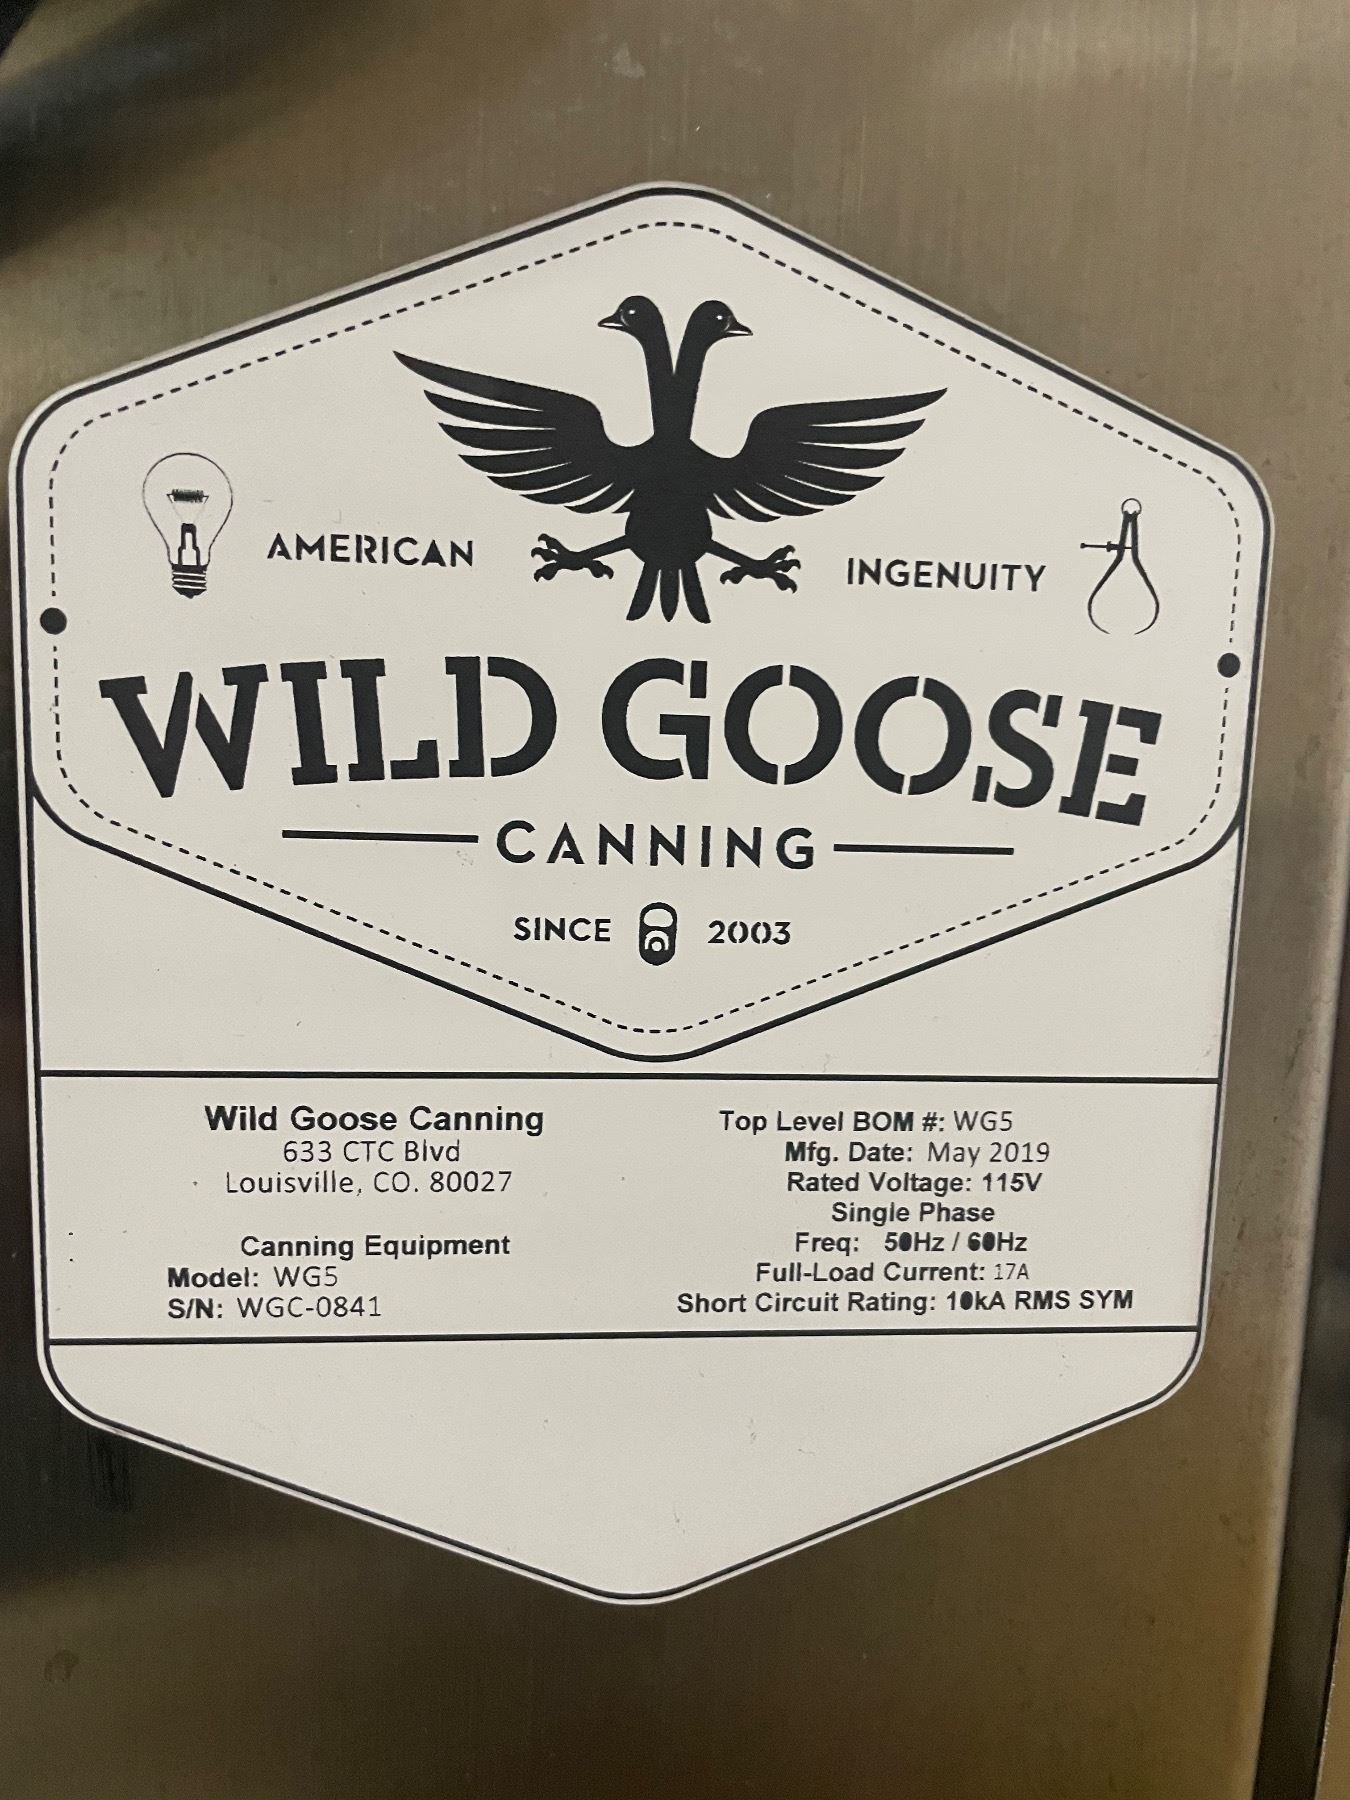 AMERICAN INGENUITY
WILD GOOSE
CANNING
SINCE 2003
Wild Goose Canning
633 CTC Blvd
Louisville, CO. 80027
Canning Equipment
Model: WG5
S/N: WGC-0841
Top Level BOM #: WG5
Mfg. Date: May 2019
Rated Voltage: 115V
Single Phase
Freq: 50Hz / 60Hz
Full-Load Current: 17A
Short Circuit Rating: 10kA RMS SYM